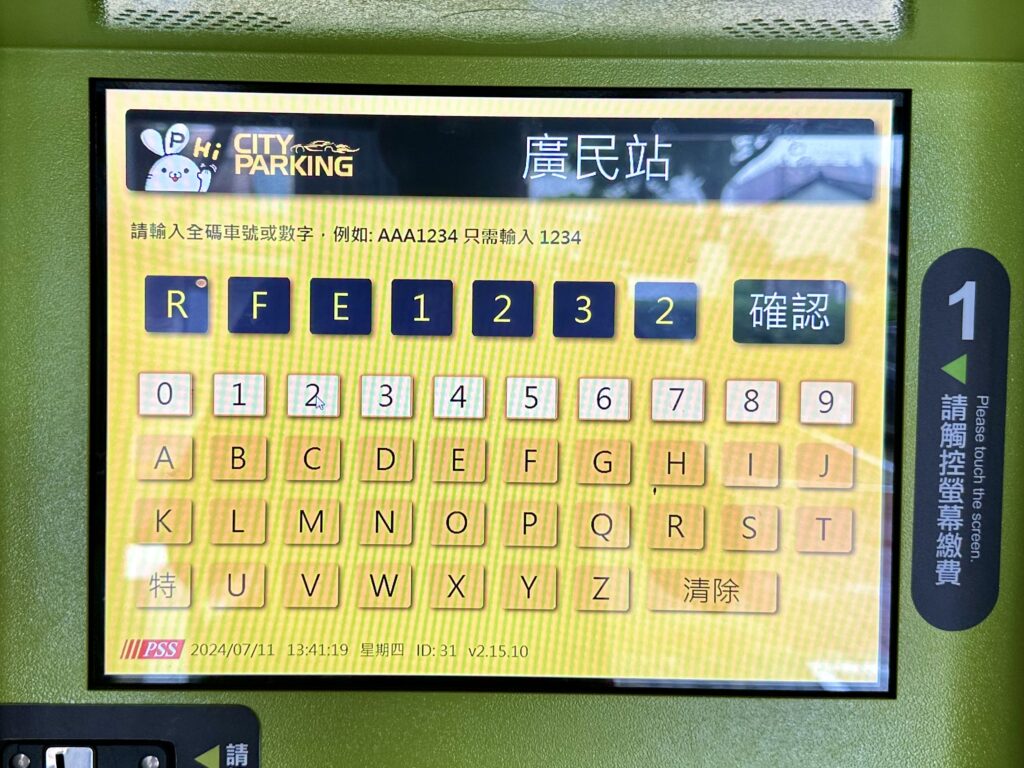 P Hi CITY PARKING 廣民站
請輸入全碼車號或數字，例如: AAA1234 只需輸入 1234
R F E 1 2 3 2 確認
0 1 2 3 4 5 6 7 8 9
A B C D E F G H I J
K L M N O P Q R S T
特 U V W X Y Z 清除
PSS 2024/07/11 13:41:19 星期四 ID: 31 v2.15.10
1
Please touch the screen.
請觸控螢幕繳費
請